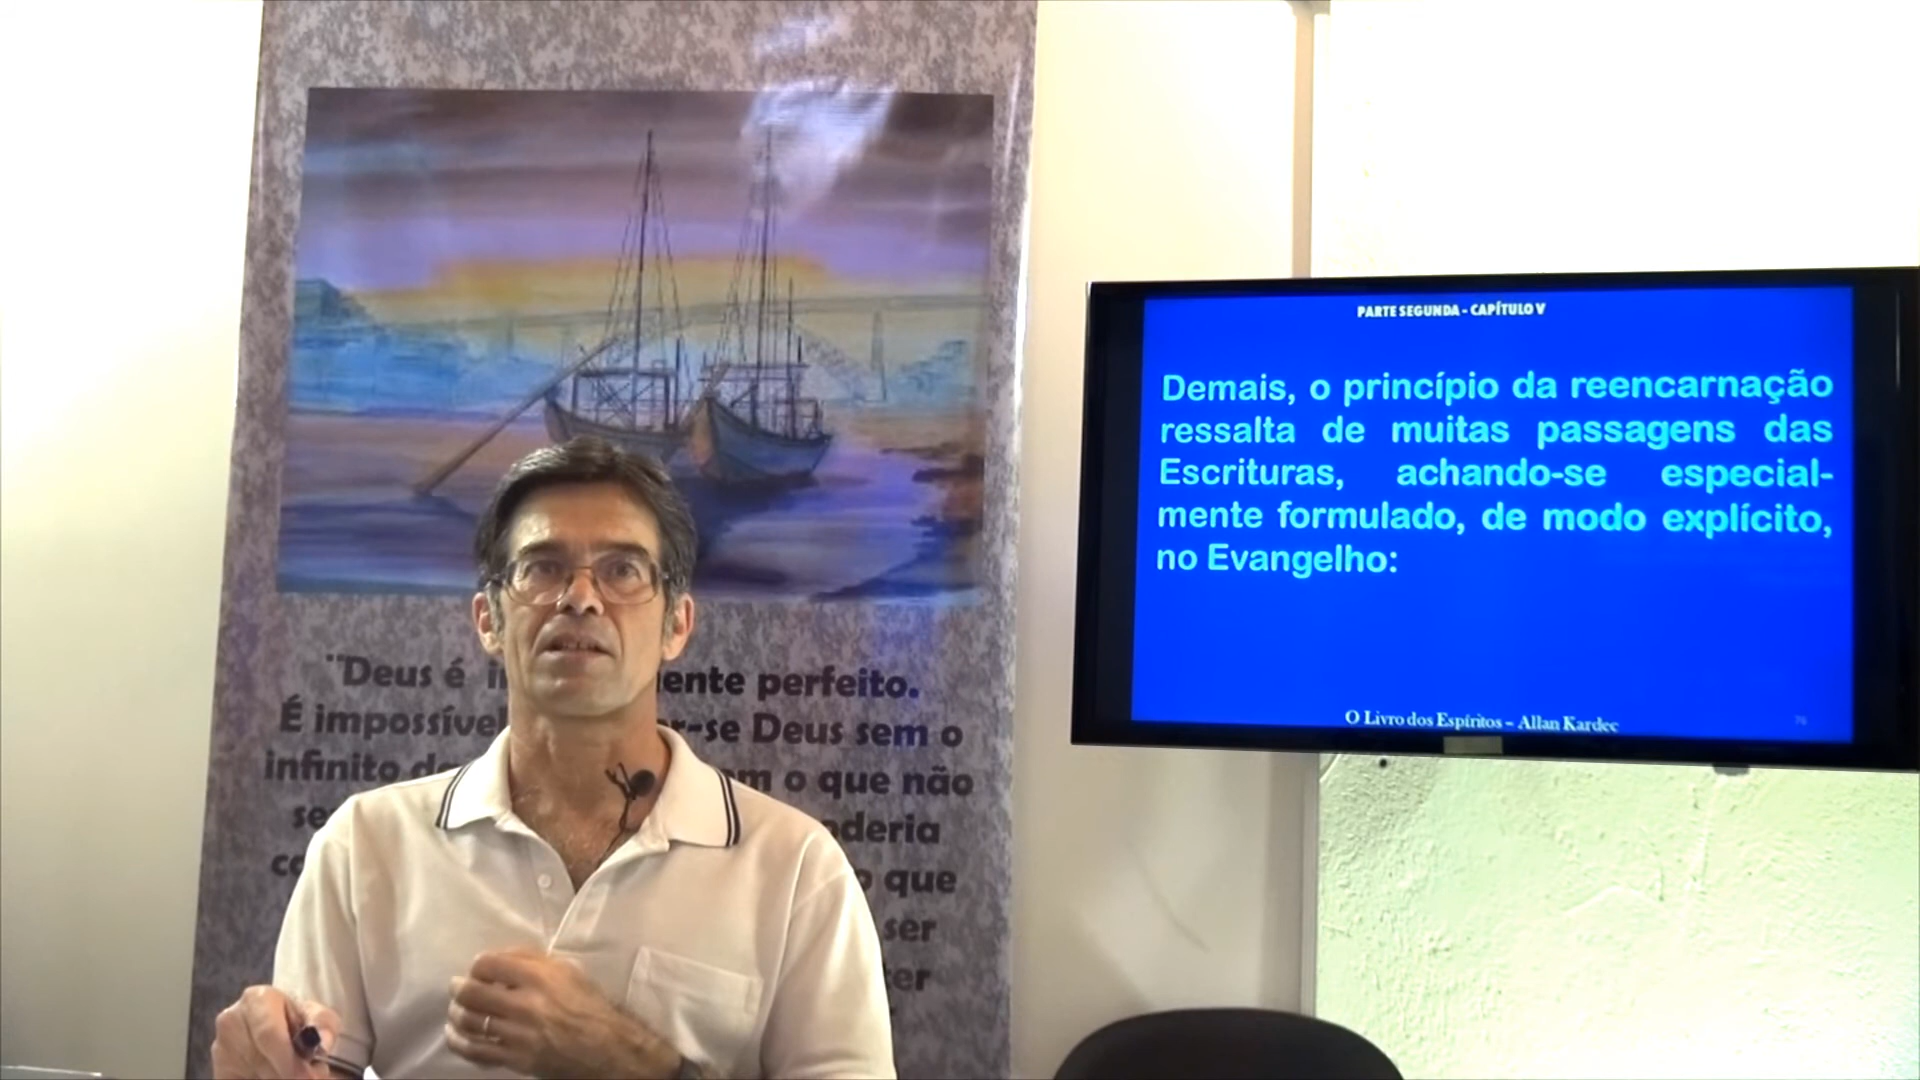 ¨Deus é perfeito.
É impossível -se Deus sem o
infinito o que não
que
ser
PARTE SEGUNDA - CAPÍTULO V
Demais, o princípio da reencarnação
ressalta de muitas passagens das
Escrituras, achando-se especial-
mente formulado, de modo explícito,
no Evangelho:
O Livro dos Espíritos – Allan Kardec
76